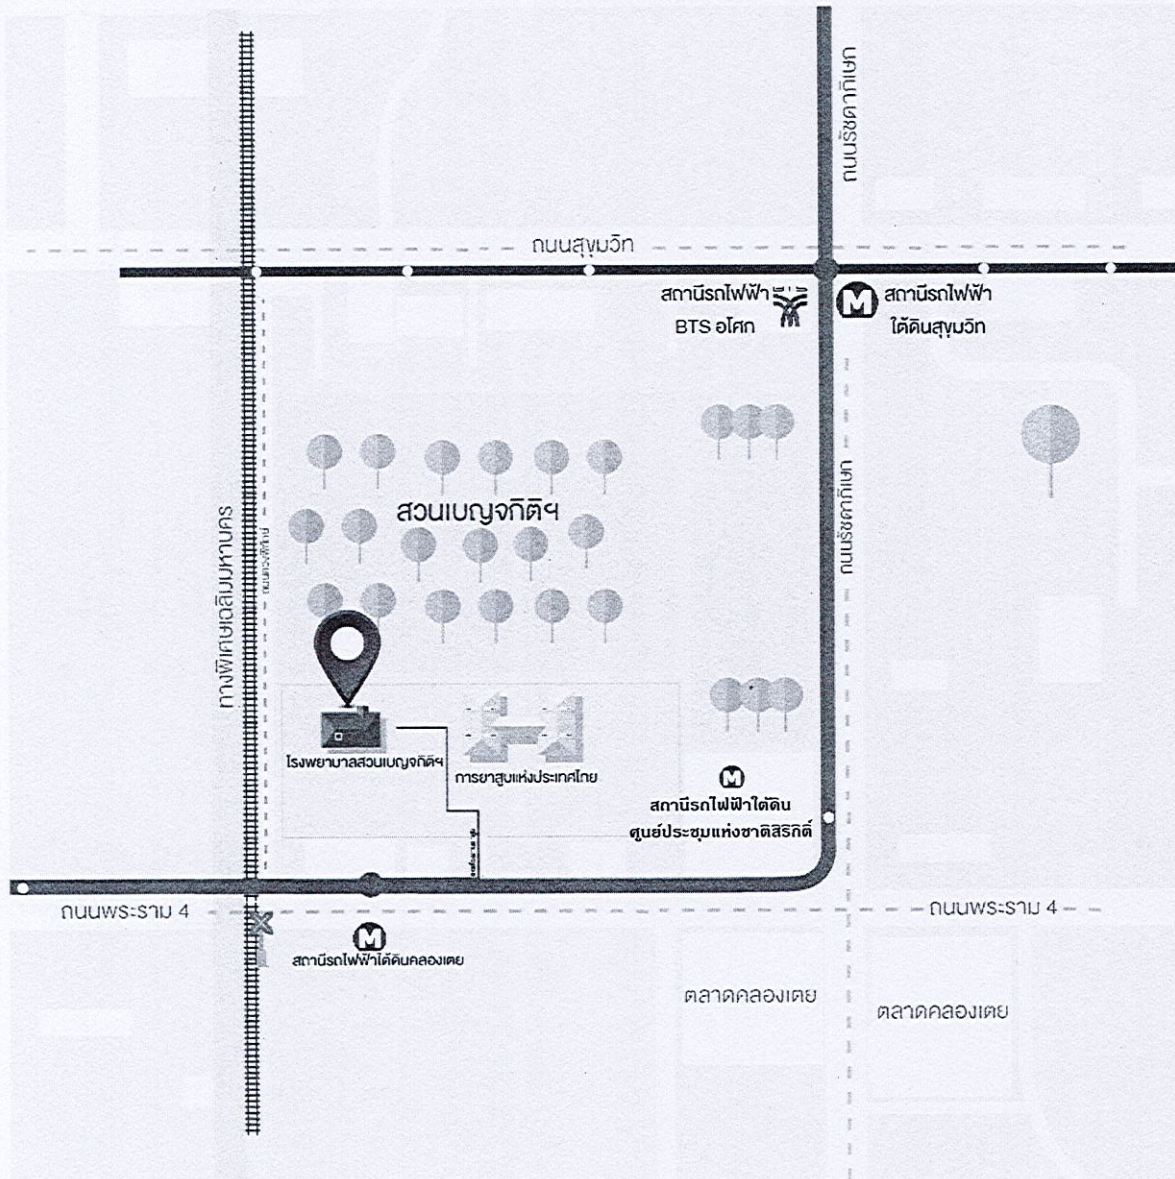 ถนนรัชดาภิเษก
ถนนสุขุมวิท
สถานีรถไฟฟ้า
BTS อโศก
M
สถานีรถไฟฟ้า
ใต้ดินสุขุมวิท
สวนเบญจกิติฯ
ถนนรัชดาภิเษก
ทางพิเศษเฉลิมมหานคร
โรงพยาบาลสวนเบญจกิติฯ
การยาสูบแห่งประเทศไทย
M
สถานีรถไฟฟ้าใต้ดิน
ศูนย์ประชุมแห่งชาติสิริกิติ์
ถนนพระราม 4
ถนนพระราม 4
M
สถานีรถไฟฟ้าใต้ดินคลองเตย
ตลาดคลองเตย
ตลาดคลองเตย